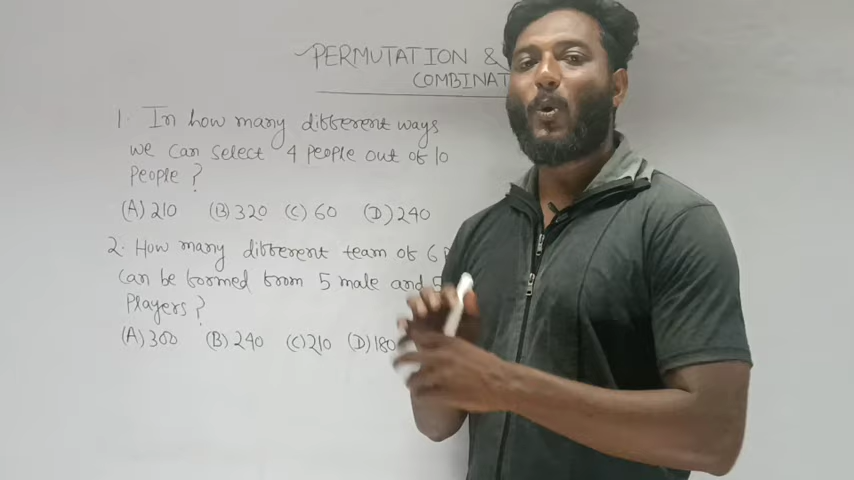 PERMUTATION &
COMBINAT
1. In how many different ways
we can select 4 people out of 10
People ?
(A) 210 (B) 320 (C) 60 (D) 240
2. How many different team of 6 P
can be formed from 5 male and 5
Players ?
(A) 300 (B) 240 (C) 210 (D) 180